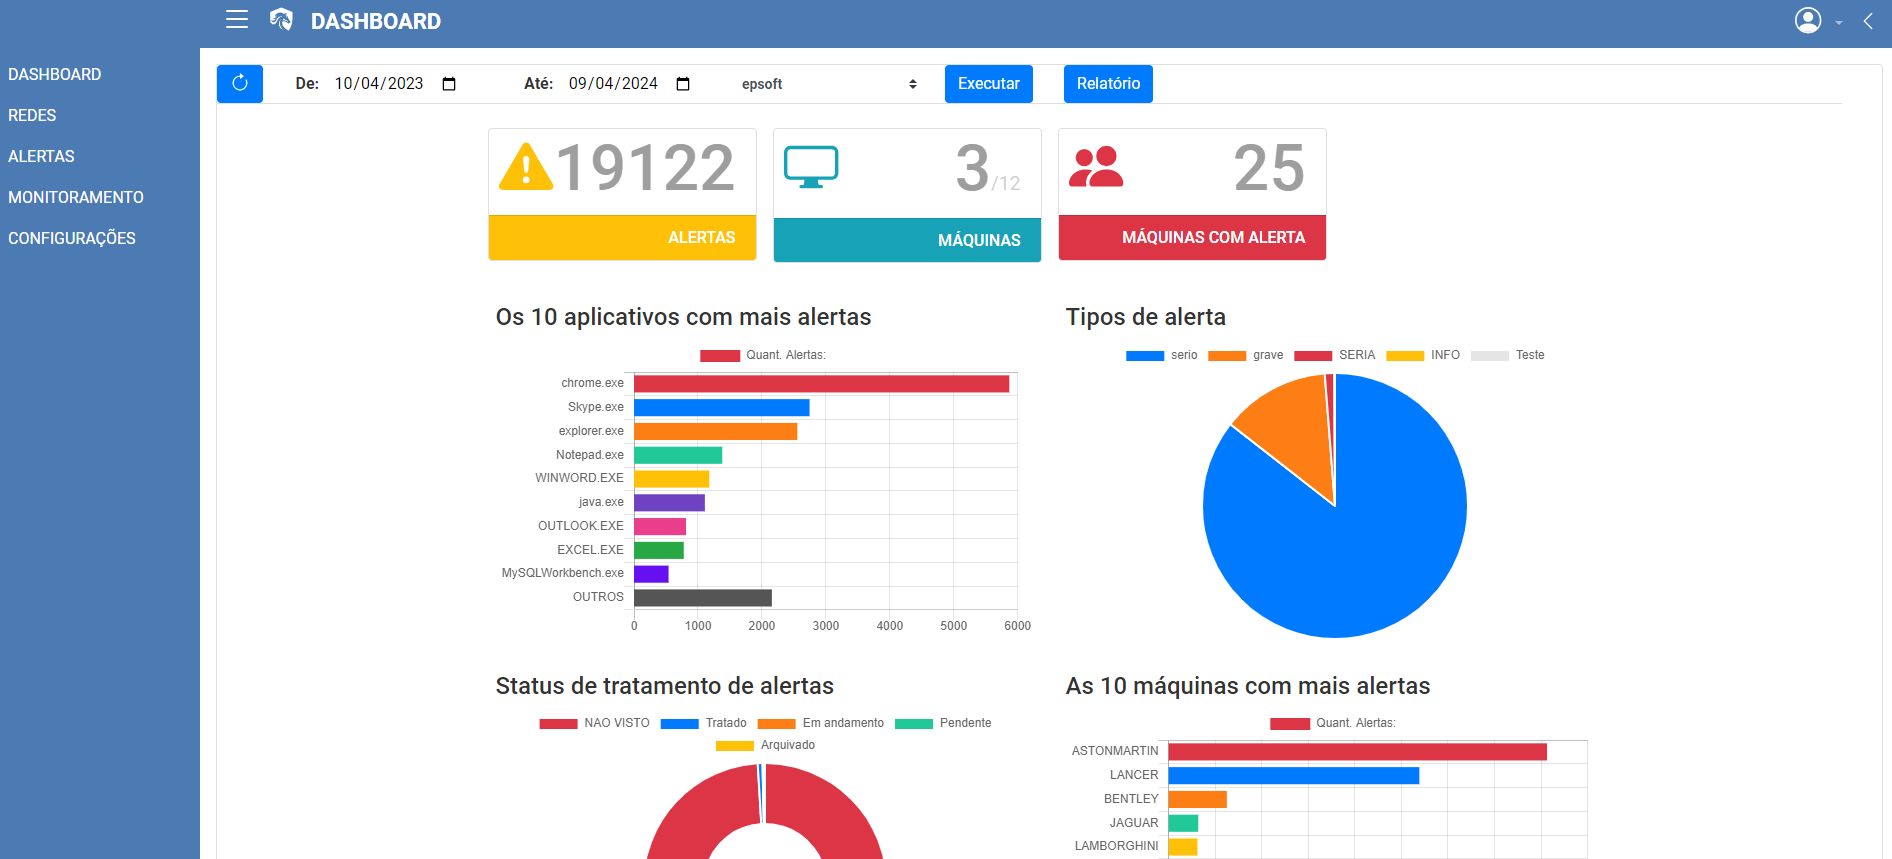 DASHBOARD
DASHBOARD
REDES
ALERTAS
MONITORAMENTO
CONFIGURAÇÕES
De: 10/04/2023 Até: 09/04/2024 epsoft Executar Relatório
19122
ALERTAS
3/12
MÁQUINAS
25
MÁQUINAS COM ALERTA
Os 10 aplicativos com mais alertas
Quant. Alertas:
chrome.exe
Skype.exe
explorer.exe
Notepad.exe
WINWORD.EXE
java.exe
OUTLOOK.EXE
EXCEL.EXE
MySQLWorkbench.exe
OUTROS
0 1000 2000 3000 4000 5000 6000
Tipos de alerta
serio grave SERIA INFO Teste
Status de tratamento de alertas
NAO VISTO Tratado Em andamento Pendente
Arquivado
As 10 máquinas com mais alertas
Quant. Alertas:
ASTONMARTIN
LANCER
BENTLEY
JAGUAR
LAMBORGHINI